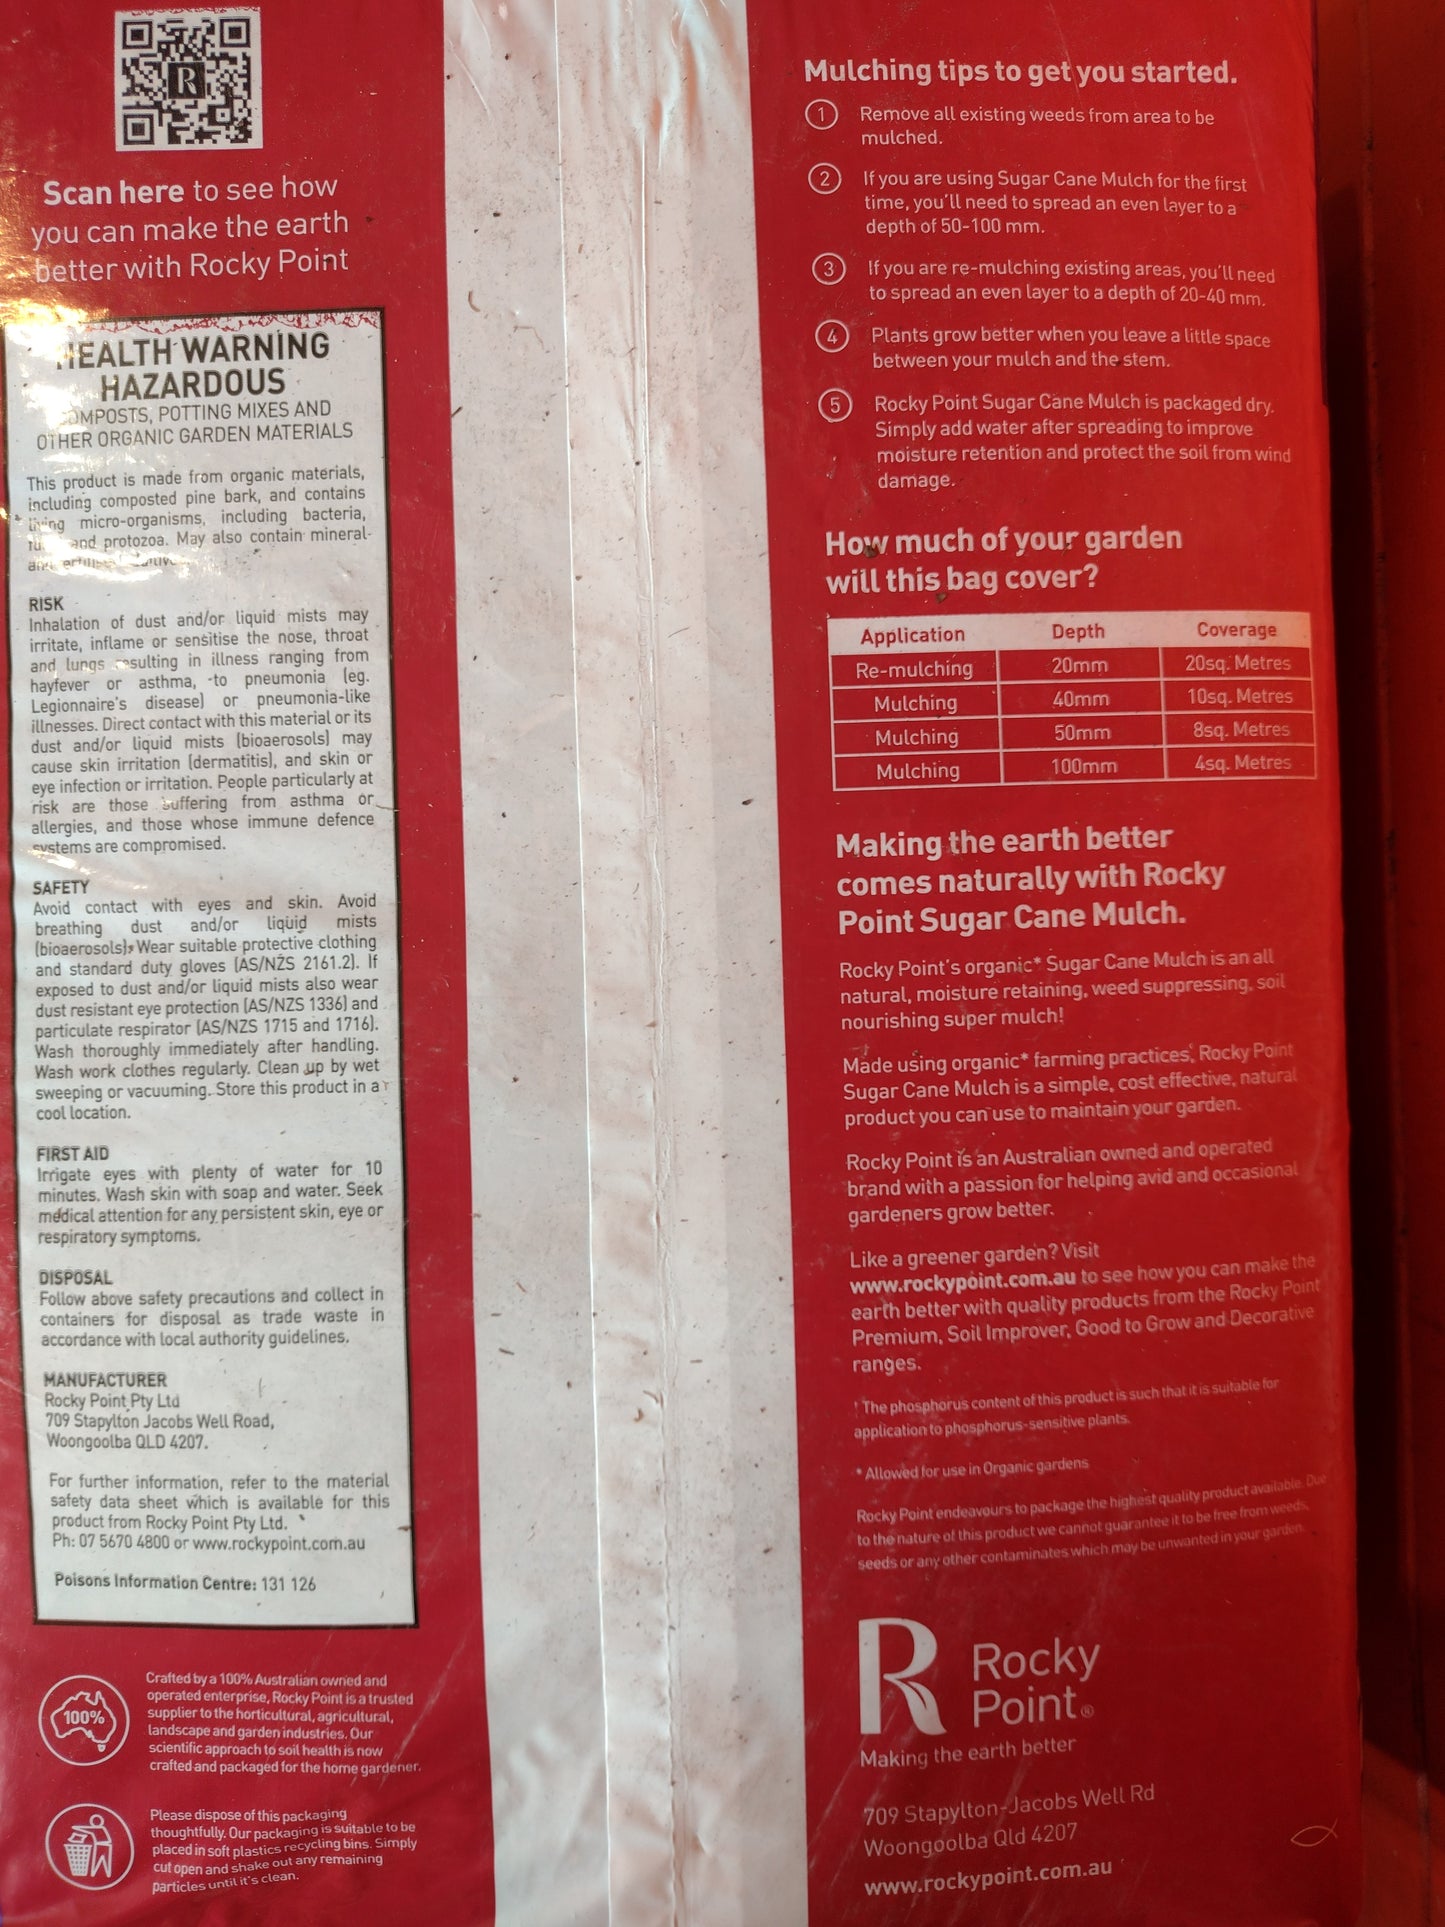 R
Scan here to see how
you can make the earth
better with Rocky Point
HEALTH WARNING
HAZARDOUS
COMPOSTS, POTTING MIXES AND
OTHER ORGANIC GARDEN MATERIALS
This product is made from organic materials,
including composted pine bark, and contains
living micro-organisms, including bacteria,
and protozoa. May also contain mineral
RISK
Inhalation of dust and/or liquid mists may
irritate, inflame or sensitise the nose, throat
and lungs resulting in illness ranging from
hayfever or asthma, to pneumonia (eg.
Legionnaire's disease) or pneumonia-like
illnesses. Direct contact with this material or its
dust and/or liquid mists (bioaerosols) may
cause skin irritation (dermatitis), and skin or
eye infection or irritation. People particularly at
risk are those suffering from asthma or
allergies, and those whose immune defence
systems are compromised.
SAFETY
Avoid contact with eyes and skin. Avoid
breathing dust and/or liquid mists
(bioaerosols). Wear suitable protective clothing
and standard duty gloves (AS/NZS 2161.2). If
exposed to dust and/or liquid mists also wear
dust resistant eye protection (AS/NZS 1336) and
particulate respirator (AS/NZS 1715 and 1716).
Wash thoroughly immediately after handling.
Wash work clothes regularly. Clean up by wet
sweeping or vacuuming. Store this product in a
cool location.
FIRST AID
Irrigate eyes with plenty of water for 10
minutes. Wash skin with soap and water. Seek
medical attention for any persistent skin, eye or
respiratory symptoms.
DISPOSAL
Follow above safety precautions and collect in
containers for disposal as trade waste in
accordance with local authority guidelines.
MANUFACTURER
Rocky Point Pty Ltd
709 Stapylton Jacobs Well Road,
Woongoolba QLD 4207.
For further information, refer to the material
safety data sheet which is available for this
product from Rocky Point Pty Ltd.
Ph: 07 5670 4800 or www.rockypoint.com.au
Poisons Information Centre: 131 126
100%
Crafted by a 100% Australian owned and
operated enterprise, Rocky Point is a trusted
supplier to the horticultural, agricultural,
landscape and garden industries. Our
scientific approach to soil health is now
crafted and packaged for the home gardener.
Please dispose of this packaging
thoughtfully. Our packaging is suitable to be
placed in soft plastics recycling bins. Simply
cut open and shake out any remaining
particles until it's clean.
Mulching tips to get you started.
1 Remove all existing weeds from area to be
mulched.
2 If you are using Sugar Cane Mulch for the first
time, you'll need to spread an even layer to a
depth of 50-100 mm.
3 If you are re-mulching existing areas, you'll need
to spread an even layer to a depth of 20-40 mm.
4 Plants grow better when you leave a little space
between your mulch and the stem.
5 Rocky Point Sugar Cane Mulch is packaged dry.
Simply add water after spreading to improve
moisture retention and protect the soil from wind
damage.
How much of your garden
will this bag cover?
Application Depth Coverage
Re-mulching 20mm 20sq. Metres
Mulching 40mm 10sq. Metres
Mulching 50mm 8sq. Metres
Mulching 100mm 4sq. Metres
Making the earth better
comes naturally with Rocky
Point Sugar Cane Mulch.
Rocky Point's organic* Sugar Cane Mulch is an all
natural, moisture retaining, weed suppressing, soil
nourishing super mulch!
Made using organic* farming practices, Rocky Point
Sugar Cane Mulch is a simple, cost effective, natural
product you can use to maintain your garden.
Rocky Point is an Australian owned and operated
brand with a passion for helping avid and occasional
gardeners grow better.
Like a greener garden? Visit
www.rockypoint.com.au to see how you can make the
earth better with quality products from the Rocky Point
Premium, Soil Improver, Good to Grow and Decorative
ranges.
! The phosphorus content of this product is such that it is suitable for
application to phosphorus-sensitive plants.
* Allowed for use in Organic gardens
Rocky Point endeavours to package the highest quality product available. Due
to the nature of this product we cannot guarantee it to be free from weeds,
seeds or any other contaminates which may be unwanted in your garden.
R Rocky
Point®
Making the earth better
709 Stapylton-Jacobs Well Rd
Woongoolba Qld 4207
www.rockypoint.com.au